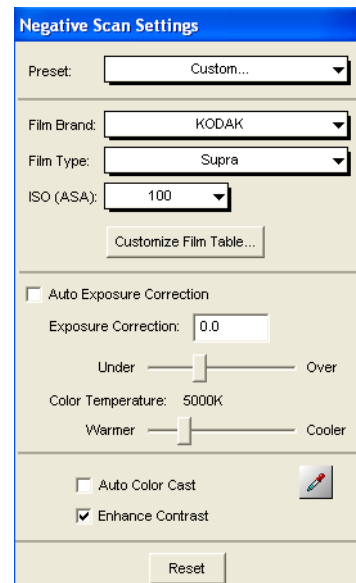 Negative Scan Settings
Preset: Custom...
Film Brand: KODAK
Film Type: Supra
ISO (ASA): 100
Customize Film Table...
Auto Exposure Correction
Exposure Correction: 0.0
Under Over
Color Temperature: 5000K
Warmer Cooler
Auto Color Cast
Enhance Contrast
Reset